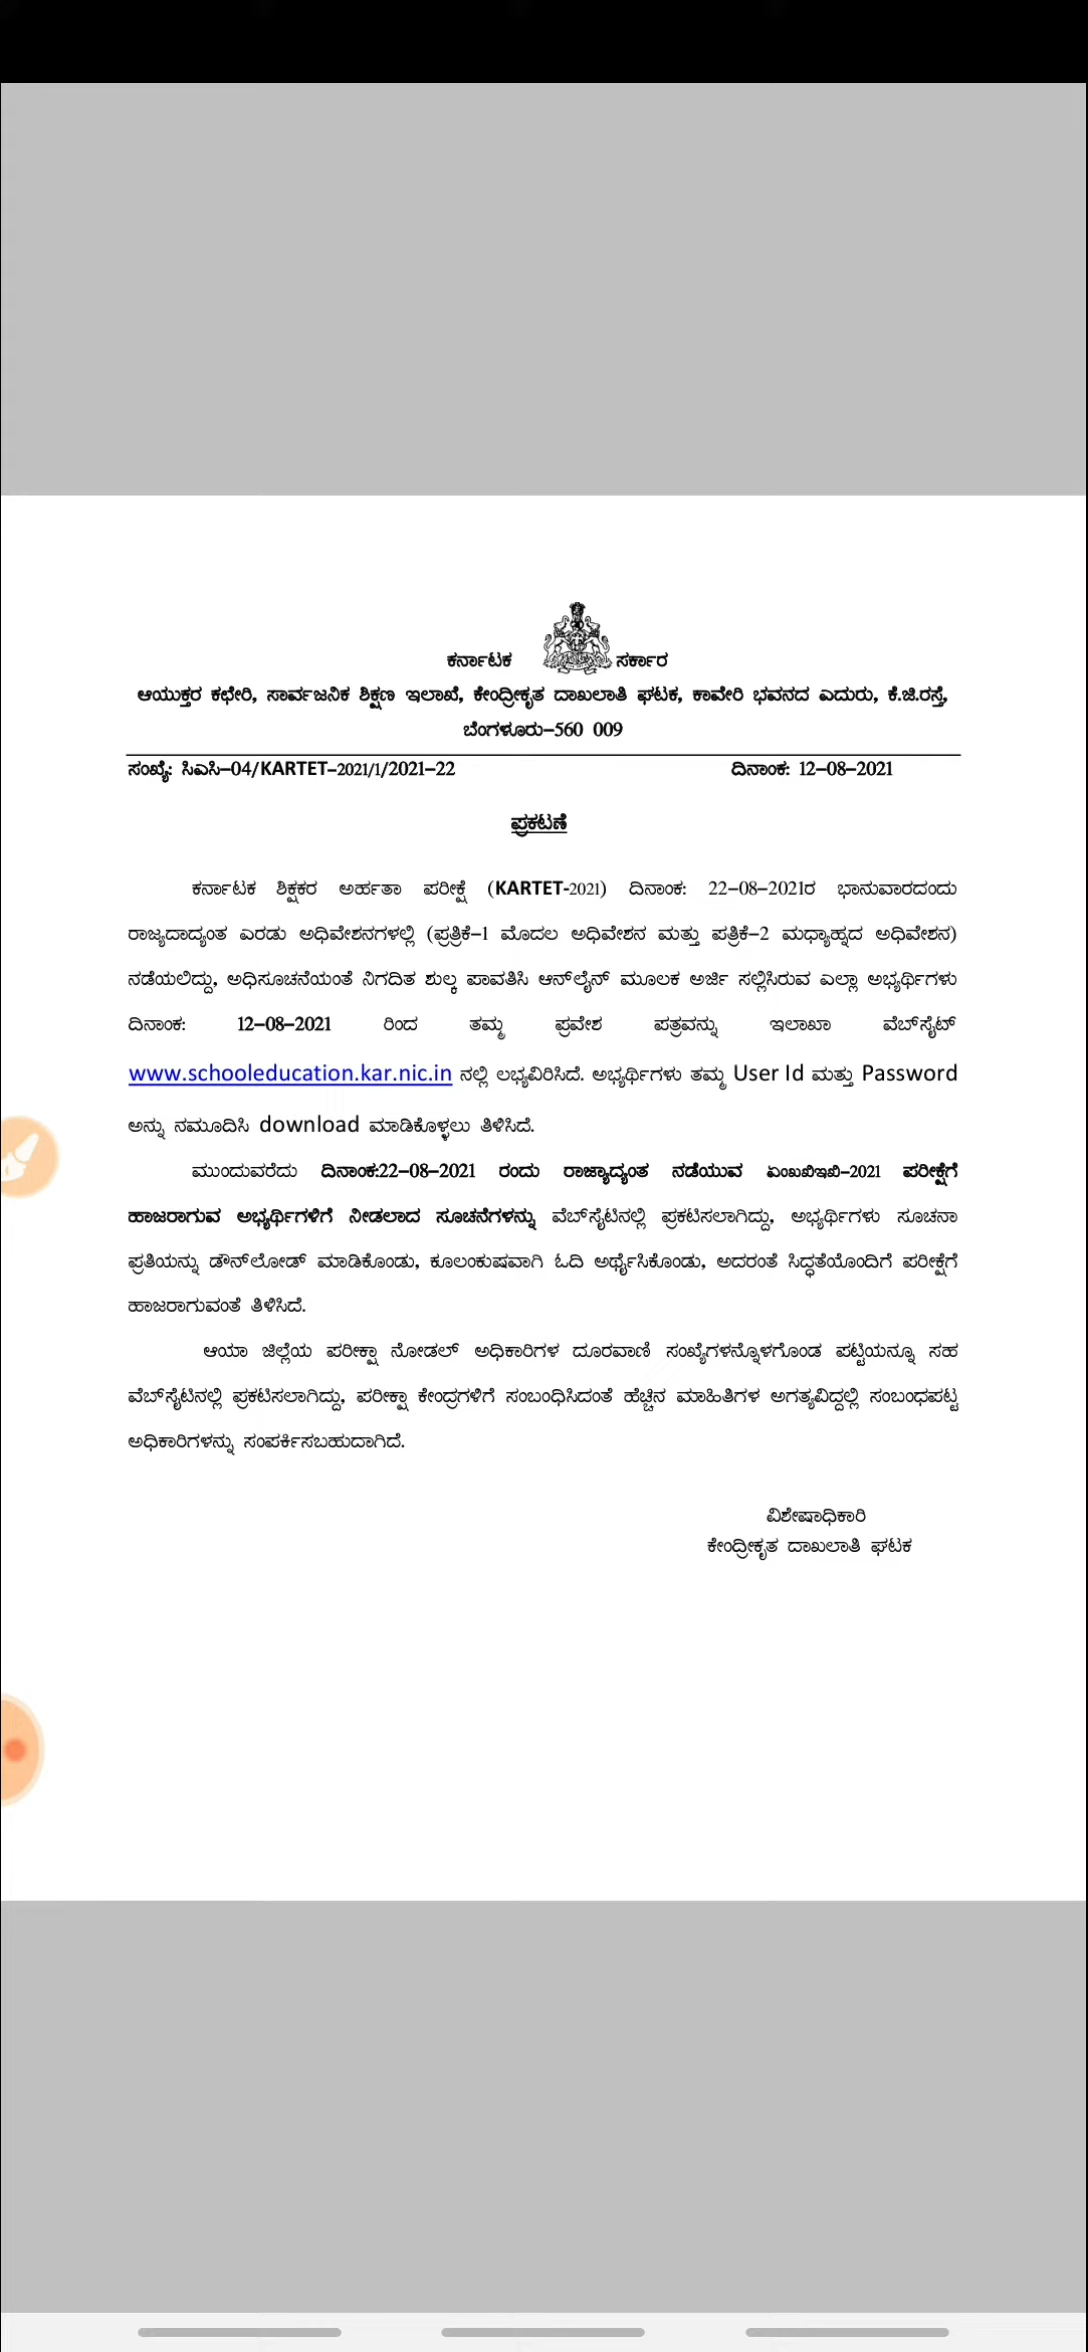 ಕರ್ನಾಟಕ ಸರ್ಕಾರ
ಆಯುಕ್ತರ ಕಛೇರಿ, ಸಾರ್ವಜನಿಕ ಶಿಕ್ಷಣ ಇಲಾಖೆ, ಕೇಂದ್ರೀಕೃತ ದಾಖಲಾತಿ ಘಟಕ, ಕಾವೇರಿ ಭವನದ ಎದುರು, ಕೆ.ಜಿ.ರಸ್ತೆ,
ಬೆಂಗಳೂರು-560 009
ಸಂಖ್ಯೆ: ಸಿಎಸಿ-04/KARTET-2021/1/2021-22 ದಿನಾಂಕ: 12-08-2021
ಪ್ರಕಟಣೆ
ಕರ್ನಾಟಕ ಶಿಕ್ಷಕರ ಅರ್ಹತಾ ಪರೀಕ್ಷೆ (KARTET-2021) ದಿನಾಂಕ: 22-08-2021ರ ಭಾನುವಾರದಂದು
ರಾಜ್ಯದಾದ್ಯಂತ ಎರಡು ಅಧಿವೇಶನಗಳಲ್ಲಿ (ಪ್ರತ್ರಿಕೆ-1 ಮೊದಲ ಅಧಿವೇಶನ ಮತ್ತು ಪತ್ರಿಕೆ-2 ಮಧ್ಯಾಹ್ನದ ಅಧಿವೇಶನ)
ನಡೆಯಲಿದ್ದು, ಅಧಿಸೂಚನೆಯಂತೆ ನಿಗದಿತ ಶುಲ್ಕ ಪಾವತಿಸಿ ಆನ್‌ಲೈನ್ ಮೂಲಕ ಅರ್ಜಿ ಸಲ್ಲಿಸಿರುವ ಎಲ್ಲಾ ಅಭ್ಯರ್ಥಿಗಳು
ದಿನಾಂಕ: 12-08-2021 ರಿಂದ ತಮ್ಮ ಪ್ರವೇಶ ಪತ್ರವನ್ನು ಇಲಾಖಾ ವೆಬ್‌ಸೈಟ್
www.schooleducation.kar.nic.in ನಲ್ಲಿ ಲಭ್ಯವಿರಿಸಿದೆ. ಅಭ್ಯರ್ಥಿಗಳು ತಮ್ಮ User Id ಮತ್ತು Password
ಅನ್ನು ನಮೂದಿಸಿ download ಮಾಡಿಕೊಳ್ಳಲು ತಿಳಿಸಿದೆ.
ಮುಂದುವರೆದು ದಿನಾಂಕ:22-08-2021 ರಂದು ರಾಜ್ಯಾದ್ಯಂತ ನಡೆಯುವ ಏಂಖಖಿಇಖಿ-2021 ಪರೀಕ್ಷೆಗೆ
ಹಾಜರಾಗುವ ಅಭ್ಯರ್ಥಿಗಳಿಗೆ ನೀಡಲಾದ ಸೂಚನೆಗಳನ್ನು ವೆಬ್‌ಸೈಟಿನಲ್ಲಿ ಪ್ರಕಟಿಸಲಾಗಿದ್ದು, ಅಭ್ಯರ್ಥಿಗಳು ಸೂಚನಾ
ಪ್ರತಿಯನ್ನು ಡೌನ್‌ಲೋಡ್ ಮಾಡಿಕೊಂಡು, ಕೂಲಂಕುಷವಾಗಿ ಓದಿ ಅರ್ಥೈಸಿಕೊಂಡು, ಅದರಂತೆ ಸಿದ್ಧತೆಯೊಂದಿಗೆ ಪರೀಕ್ಷೆಗೆ
ಹಾಜರಾಗುವಂತೆ ತಿಳಿಸಿದೆ.
ಆಯಾ ಜಿಲ್ಲೆಯ ಪರೀಕ್ಷಾ ನೋಡಲ್ ಅಧಿಕಾರಿಗಳ ದೂರವಾಣಿ ಸಂಖ್ಯೆಗಳನ್ನೊಳಗೊಂಡ ಪಟ್ಟಿಯನ್ನೂ ಸಹ
ವೆಬ್‌ಸೈಟಿನಲ್ಲಿ ಪ್ರಕಟಿಸಲಾಗಿದ್ದು, ಪರೀಕ್ಷಾ ಕೇಂದ್ರಗಳಿಗೆ ಸಂಬಂಧಿಸಿದಂತೆ ಹೆಚ್ಚಿನ ಮಾಹಿತಿಗಳ ಅಗತ್ಯವಿದ್ದಲ್ಲಿ ಸಂಬಂಧಪಟ್ಟ
ಅಧಿಕಾರಿಗಳನ್ನು ಸಂಪರ್ಕಿಸಬಹುದಾಗಿದೆ.
ವಿಶೇಷಾಧಿಕಾರಿ
ಕೇಂದ್ರೀಕೃತ ದಾಖಲಾತಿ ಘಟಕ